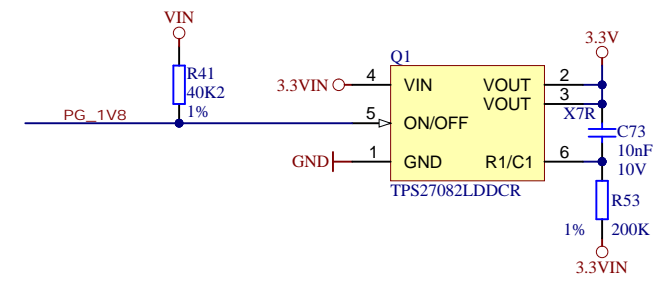 VIN
R41
40K2
1%
PG_1V8
Q1
3.3VIN
4
VIN
VOUT
2
VOUT
3
5
ON/OFF
GND
1
GND
R1/C1
6
TPS27082LDDCR
3.3V
X7R
C73
10nF
10V
R53
1%
200K
3.3VIN